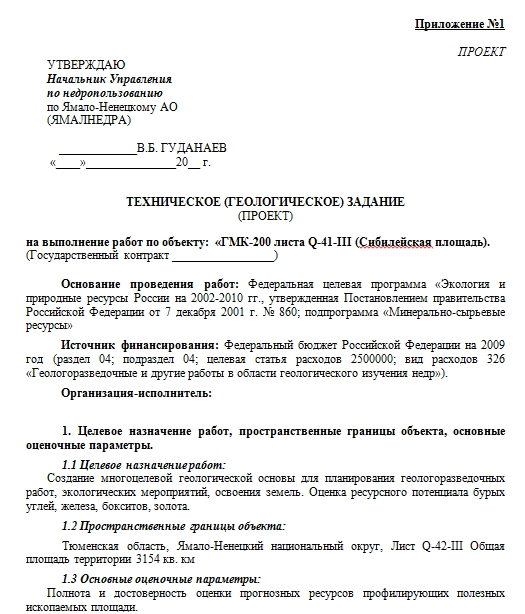 Приложение №1
ПРОЕКТ
УТВЕРЖДАЮ
Начальник Управления
по недропользованию
по Ямало-Ненецкому АО
(ЯМАЛНЕДРА)
_____________В.Б. ГУДАНАЕВ
«____»_______________20__ г.
ТЕХНИЧЕСКОЕ (ГЕОЛОГИЧЕСКОЕ) ЗАДАНИЕ
(ПРОЕКТ)
на выполнение работ по объекту: «ГМК-200 листа Q-41-III (Сибилейская площадь).
(Государственный контракт _________________)
Основание проведения работ: Федеральная целевая программа «Экология и
природные ресурсы России на 2002-2010 гг., утвержденная Постановлением правительства
Российской Федерации от 7 декабря 2001 г. № 860; подпрограмма «Минерально-сырьевые
ресурсы»
Источник финансирования: Федеральный бюджет Российской Федерации на 2009
год (раздел 04; подраздел 04; целевая статья расходов 2500000; вид расходов 326
«Геологоразведочные и другие работы в области геологического изучения недр»).
Организация-исполнитель:
1. Целевое назначение работ, пространственные границы объекта, основные
оценочные параметры.
1.1 Целевое назначение работ:
Создание многоцелевой геологической основы для планирования геологоразведочных
работ, экологических мероприятий, освоения земель. Оценка ресурсного потенциала бурых
углей, железа, бокситов, золота.
1.2 Пространственные границы объекта:
Тюменская область, Ямало-Ненецкий национальный округ, Лист Q-42-III Общая
площадь территории 3154 кв. км
1.3 Основные оценочные параметры:
Полнота и достоверность оценки прогнозных ресурсов профилирующих полезных
ископаемых площади.